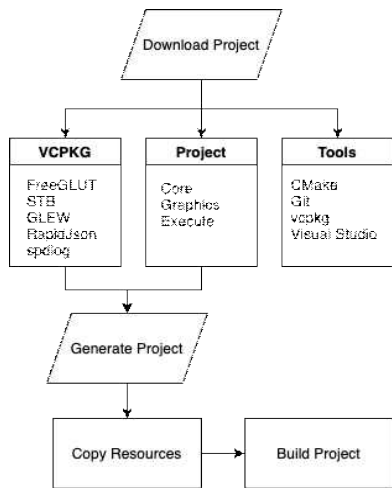 Download Project
VCPKG
FreeGLUT
STB
GLEW
RapidJson
spdlog
Project
Core
Graphics
Execute
Tools
CMake
Git
vcpkg
Visual Studio
Generate Project
Copy Resources
Build Project